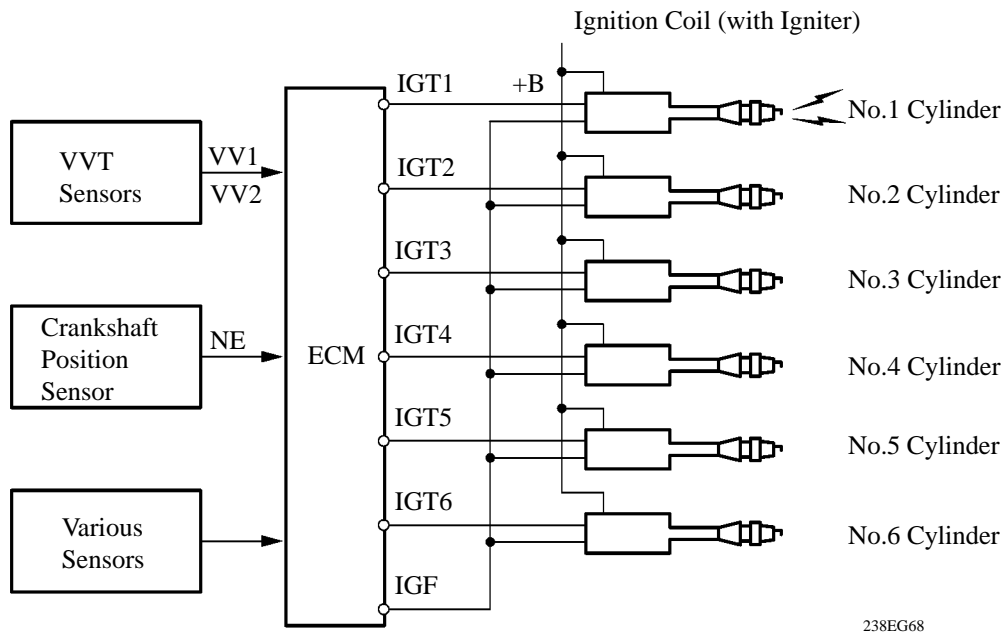 Ignition Coil (with Igniter)
IGT1
+B
No.1 Cylinder
VVT
Sensors
VV1
VV2
IGT2
No.2 Cylinder
IGT3
No.3 Cylinder
Crankshaft
Position
Sensor
NE
ECM
IGT4
No.4 Cylinder
IGT5
No.5 Cylinder
Various
Sensors
IGT6
No.6 Cylinder
IGF
238EG68